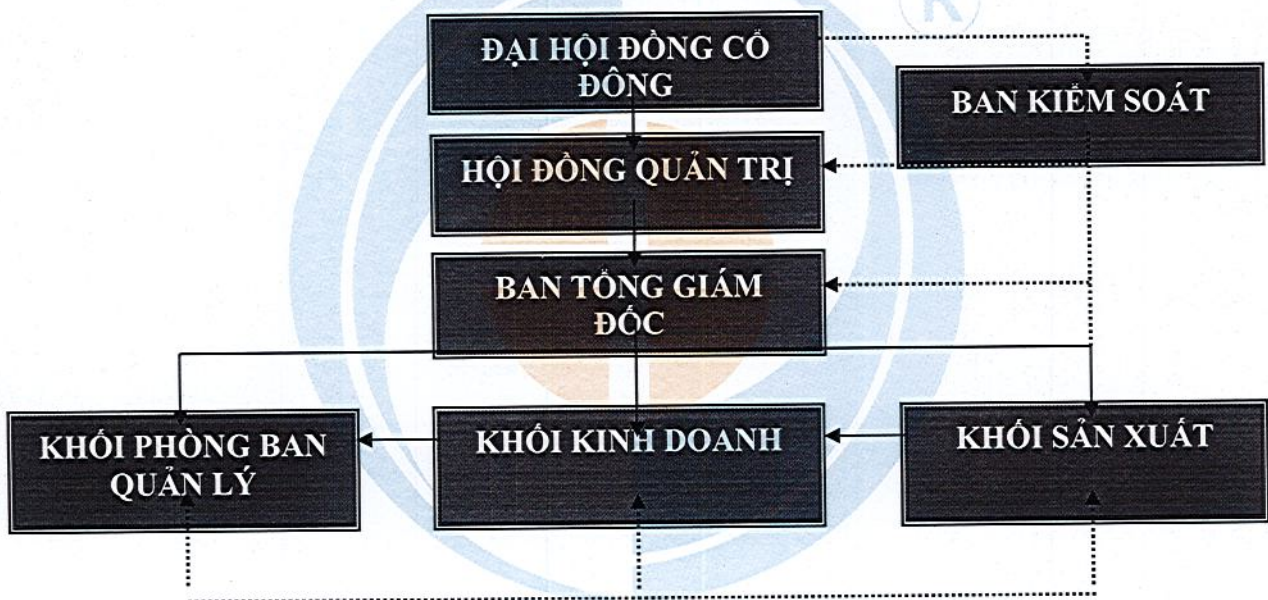 ®
ĐẠI HỘI ĐỒNG CỔ
ĐÔNG
BAN KIỂM SOÁT
HỘI ĐỒNG QUẢN TRỊ
BAN TỔNG GIÁM
ĐỐC
KHỐI PHÒNG BAN
QUẢN LÝ
KHỐI KINH DOANH
KHỐI SẢN XUẤT